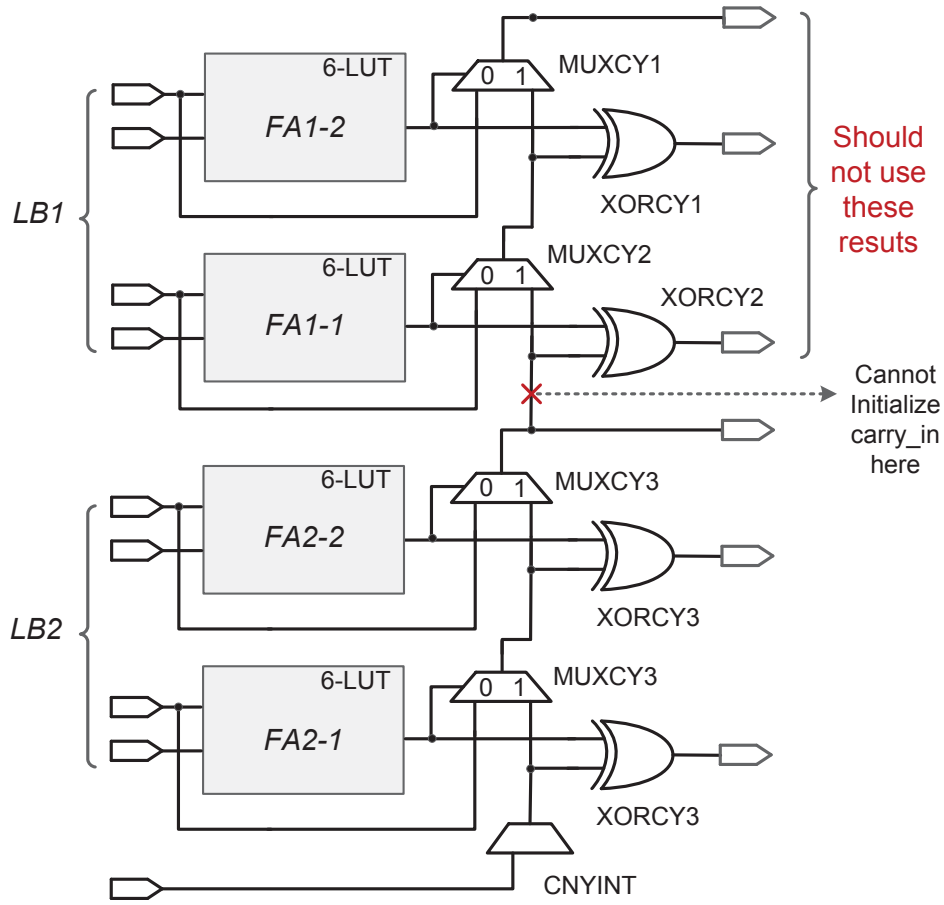 6-LUT
FA1-2
0 1
MUXCY1
XORCY1
LB1
Should
not use
these
resuts
6-LUT
FA1-1
0 1
MUXCY2
XORCY2
Cannot
Initialize
carry_in
here
6-LUT
FA2-2
0 1
MUXCY3
XORCY3
LB2
6-LUT
FA2-1
0 1
MUXCY3
XORCY3
CNYINT